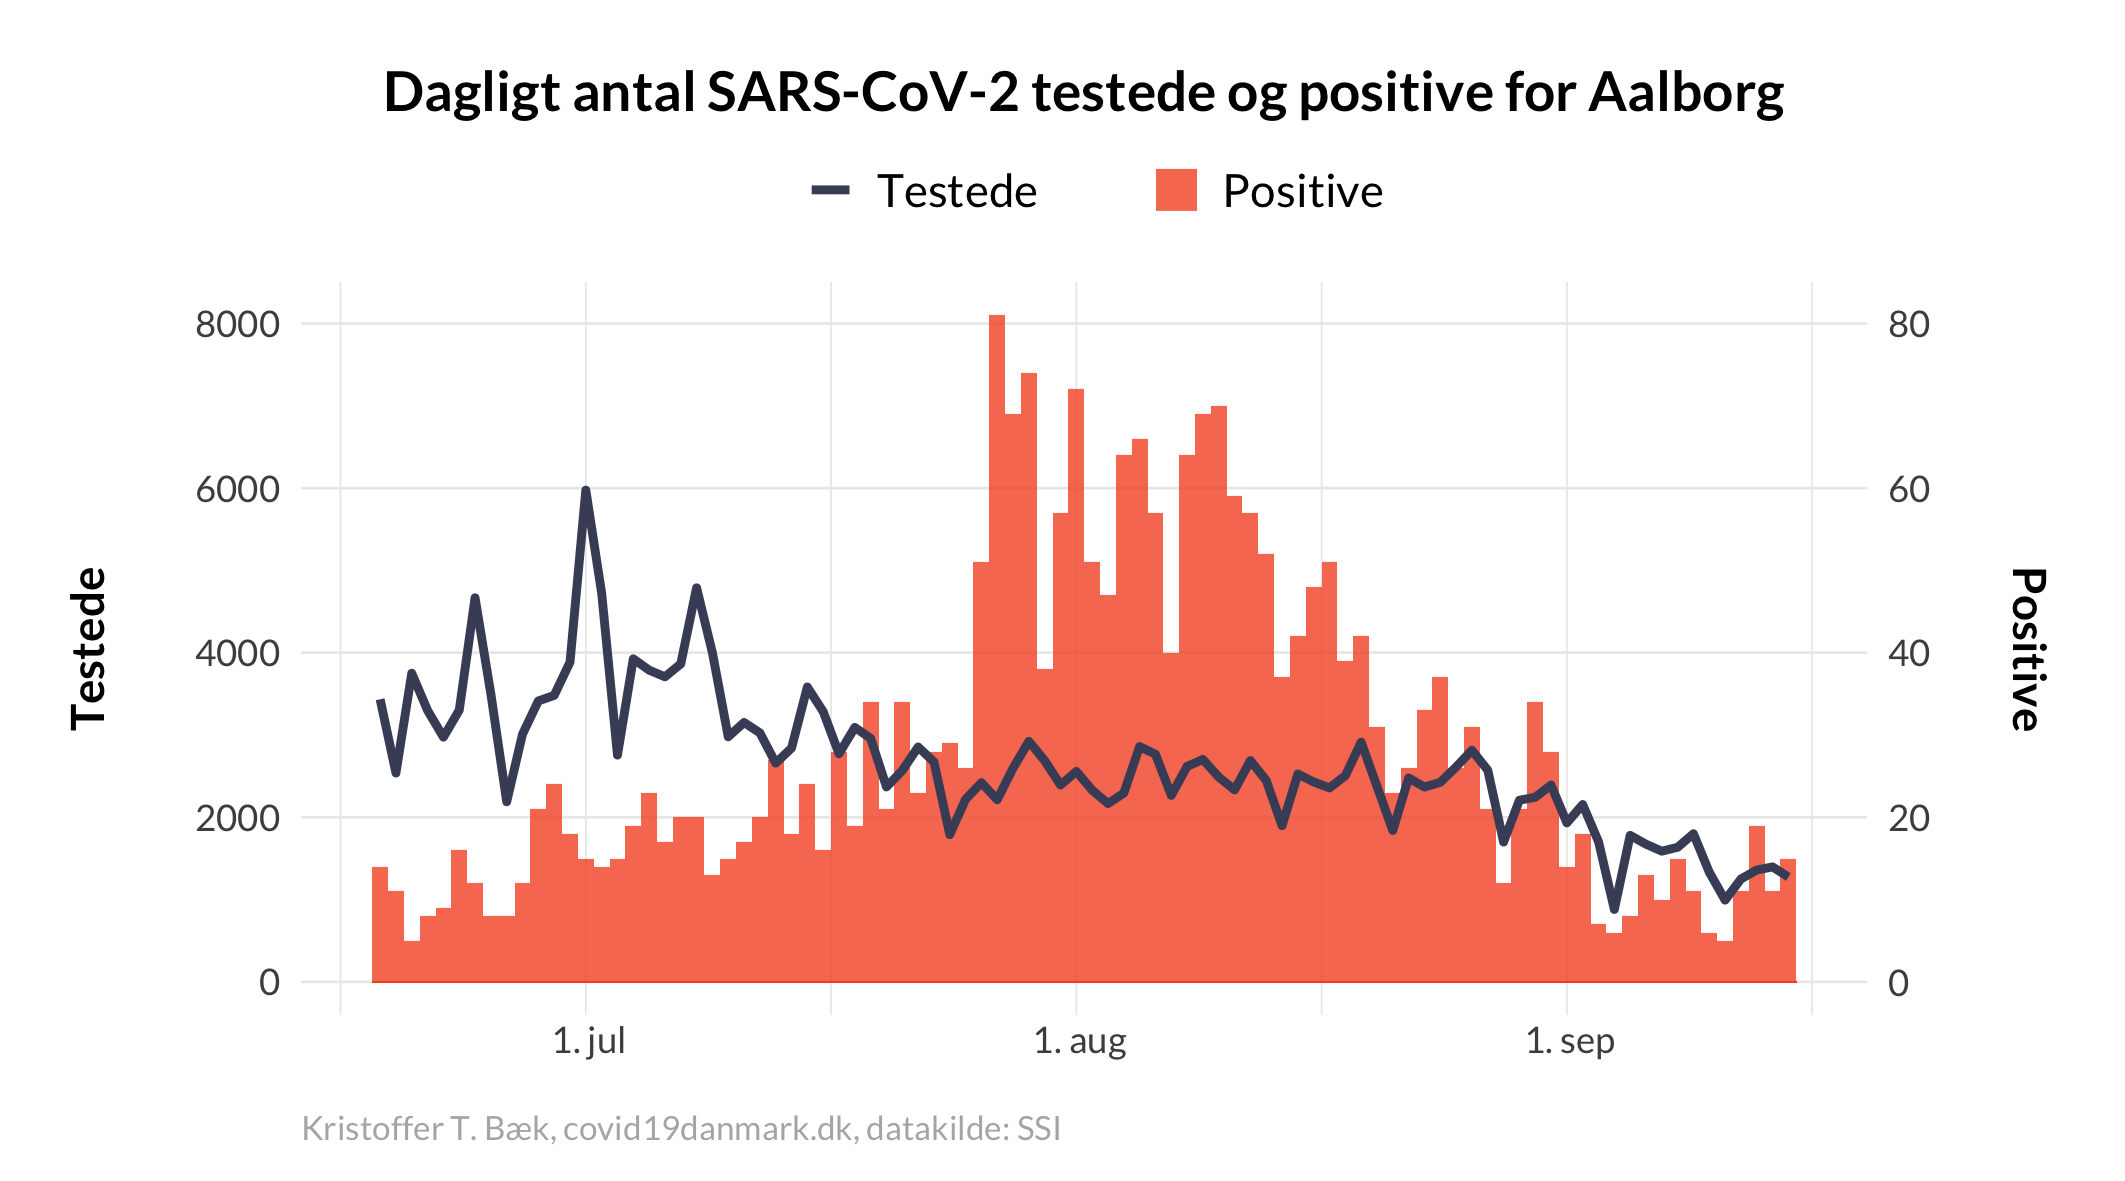 Dagligt antal SARS-CoV-2 testede og positive for Aalborg
Testede Positive
8000 80
6000 60
4000 40
2000 20
0 0
Testede
Positive
1. jul 1. aug 1. sep
Kristoffer T. Bæk, covid19danmark.dk, datakilde: SSI